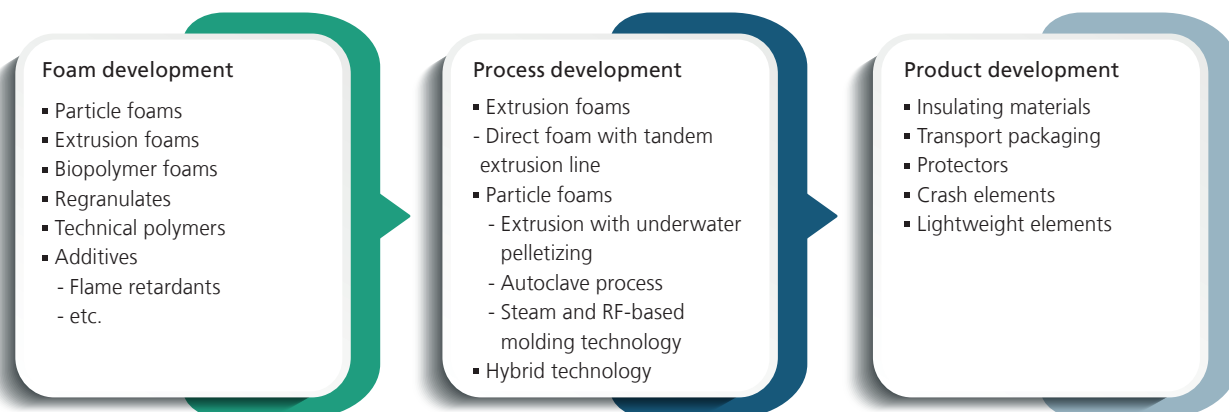 Foam development
▪ Particle foams
▪ Extrusion foams
▪ Biopolymer foams
▪ Regranulates
▪ Technical polymers
▪ Additives
- Flame retardants
- etc.
Process development
▪ Extrusion foams
- Direct foam with tandem
extrusion line
▪ Particle foams
- Extrusion with underwater
pelletizing
- Autoclave process
- Steam and RF-based
molding technology
▪ Hybrid technology
Product development
▪ Insulating materials
▪ Transport packaging
▪ Protectors
▪ Crash elements
▪ Lightweight elements